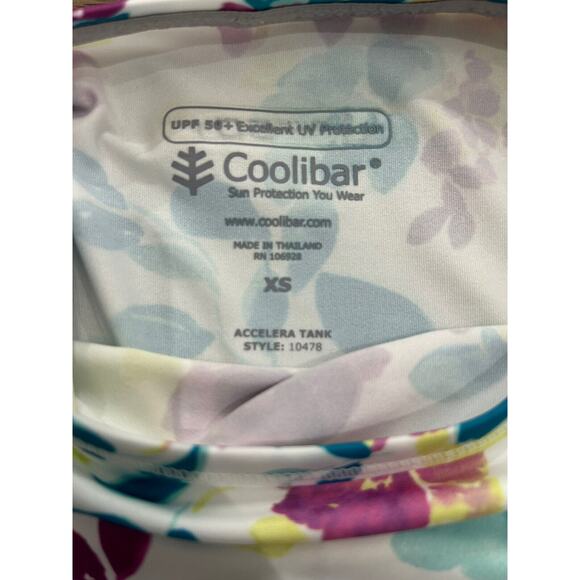 UPF 50+ Excellent UV Protection
Coolibar®
Sun Protection You Wear
www.coolibar.com
MADE IN THAILAND
RN 106928
XS
ACCELERA TANK
STYLE: 10478